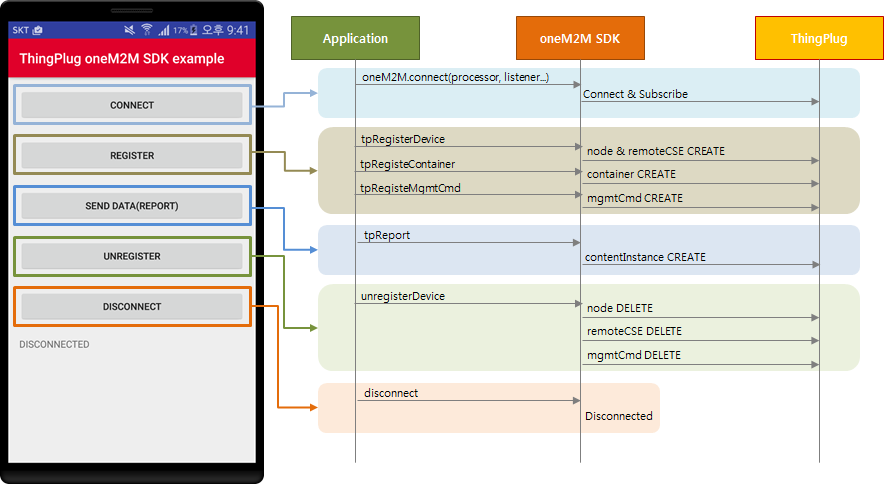 SKT 17% 오후 9:41
ThingPlug oneM2M SDK example
CONNECT
REGISTER
SEND DATA(REPORT)
UNREGISTER
DISCONNECT
DISCONNECTED
Application
oneM2M SDK
ThingPlug
oneM2M.connect(processor, listener...)
Connect & Subscribe
tpRegisterDevice
node & remoteCSE CREATE
tpRegisteContainer
container CREATE
tpRegisteMgmtCmd
mgmtCmd CREATE
tpReport
contentInstance CREATE
unregisterDevice
node DELETE
remoteCSE DELETE
mgmtCmd DELETE
disconnect
Disconnected